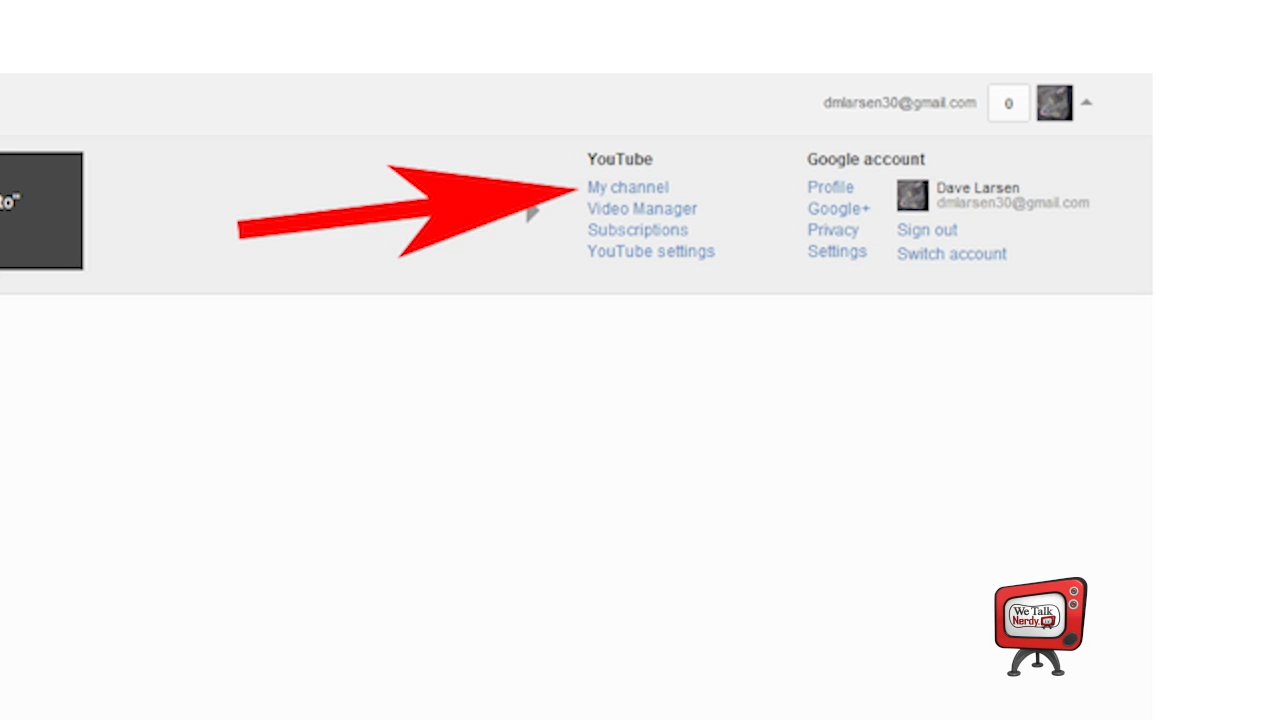 dmlarsen30@gmail.com 0
to"
YouTube
My channel
Video Manager
Subscriptions
YouTube settings
Google account
Profile
Google+
Privacy
Settings
Dave Larsen
dmlarsen30@gmail.com
Sign out
Switch account
We Talk
Nerdy